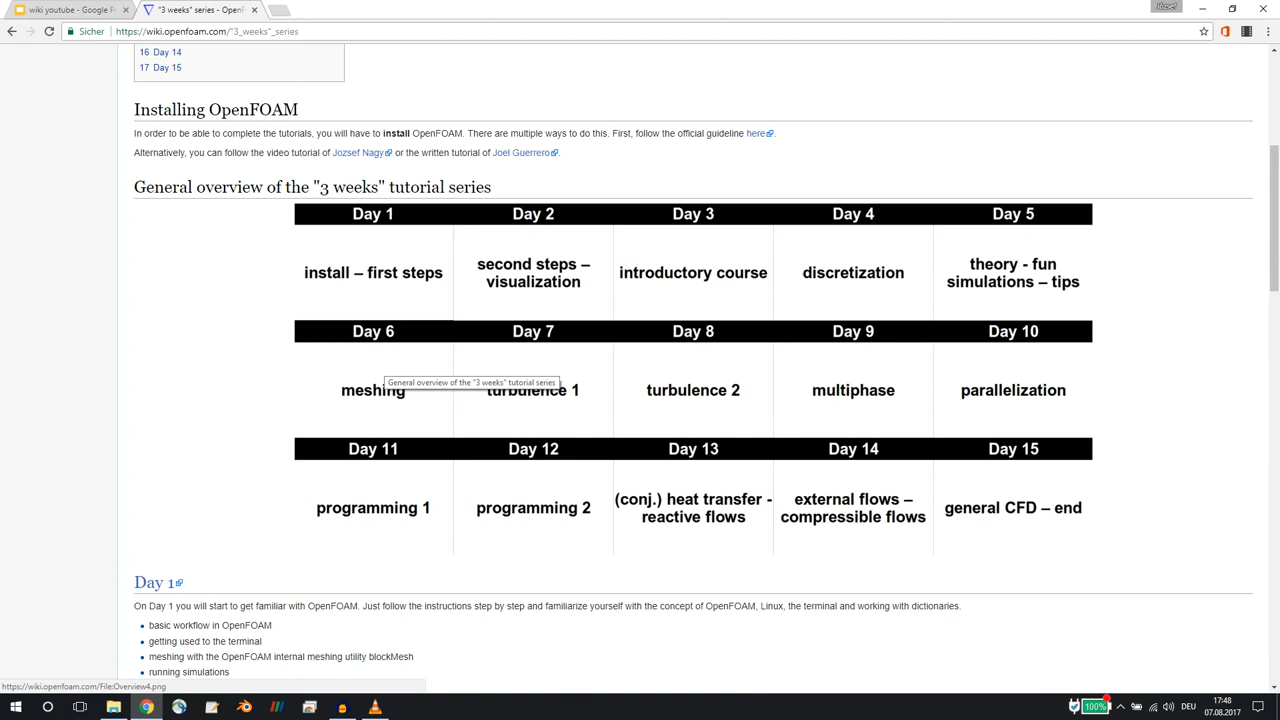 wiki youtube - Google P
"3 weeks" series - OpenF
József
Sicher
https://wiki.openfoam.com/"3_weeks"_series
16 Day 14
17 Day 15
Installing OpenFOAM
In order to be able to complete the tutorials, you will have to install OpenFOAM. There are multiple ways to do this. First, follow the official guideline here.
Alternatively, you can follow the video tutorial of Jozsef Nagy or the written tutorial of Joel Guerrero.
General overview of the "3 weeks" tutorial series
Day 1 Day 2 Day 3 Day 4 Day 5
install – first steps
second steps –
visualization
introductory course
discretization
theory - fun
simulations – tips
Day 6 Day 7 Day 8 Day 9 Day 10
General overview of the "3 weeks" tutorial series
meshing
turbulence 1
turbulence 2
multiphase
parallelization
Day 11 Day 12 Day 13 Day 14 Day 15
programming 1
programming 2
(conj.) heat transfer -
reactive flows
external flows –
compressible flows
general CFD – end
Day 1
On Day 1 you will start to get familiar with OpenFOAM. Just follow the instructions step by step and familiarize yourself with the concept of OpenFOAM, Linux, the terminal and working with dictionaries.
basic workflow in OpenFOAM
getting used to the terminal
meshing with the OpenFOAM internal meshing utility blockMesh
running simulations
https://wiki.openfoam.com/File:Overview4.png
100%
DEU
17:48
07.08.2017